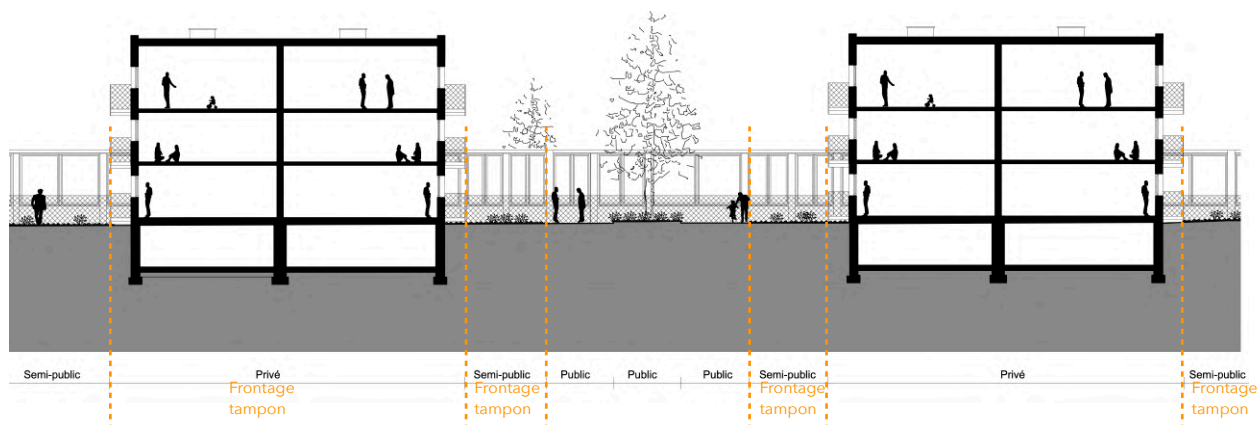 Semi-public Privé Semi-public Public Public Public Semi-public Privé Semi-public
Frontage Frontage Frontage Frontage
tampon tampon tampon tampon